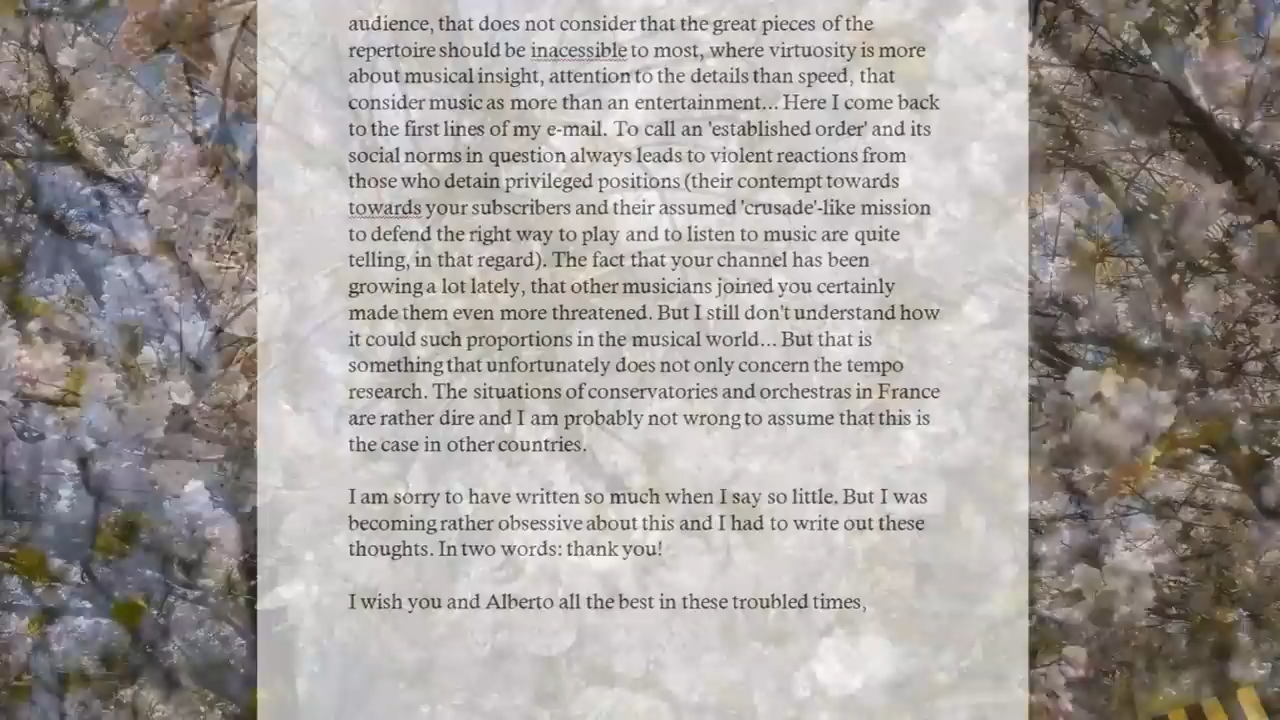 audience, that does not consider that the great pieces of the
repertoire should be inacessible to most, where virtuosity is more
about musical insight, attention to the details than speed, that
consider music as more than an entertainment... Here I come back
to the first lines of my e-mail. To call an 'established order' and its
social norms in question always leads to violent reactions from
those who detain privileged positions (their contempt towards
towards your subscribers and their assumed 'crusade'-like mission
to defend the right way to play and to listen to music are quite
telling, in that regard). The fact that your channel has been
growing a lot lately, that other musicians joined you certainly
made them even more threatened. But I still don't understand how
it could such proportions in the musical world... But that is
something that unfortunately does not only concern the tempo
research. The situations of conservatories and orchestras in France
are rather dire and I am probably not wrong to assume that this is
the case in other countries.
I am sorry to have written so much when I say so little. But I was
becoming rather obsessive about this and I had to write out these
thoughts. In two words: thank you!
I wish you and Alberto all the best in these troubled times,